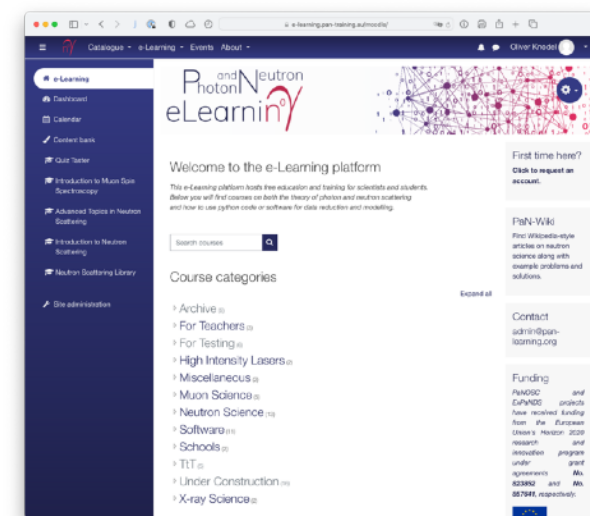 e-learning.pan-training.eu/moodle/
Catalogue e-Learning Events About
Oliver Knodel
e-Learning
Dashboard
Calendar
Content bank
Quiz Taster
Introduction to Muon Spin
Spectroscopy
Advanced Topics in Neutron
Scattering
Introduction to Neutron
Scattering
Neutron Scattering Library
Site administration
Photon and Neutron
eLearning
Welcome to the e-Learning platform
This e-Learning platform hosts free education and training for scientists and students.
Below you will find courses on both the theory of photon and neutron scattering
and how to use python code or software for data reduction and modelling.
Search courses
Course categories
Expand all
Archive
For Teachers
For Testing
High Intensity Lasers
Miscellaneous
Muon Science
Neutron Science
Software
Schools
TtT
Under Construction
X-ray Science
First time here?
Click to request an
account.
PaN-Wiki
Find Wikipedia-style
articles on neutron
science along with
example problems and
solutions.
Contact
admin@pan-
learning.org
Funding
PaNOSC and
ExPaNDS projects
have received funding
from the European
Union's Horizon 2020
research and
innovation program
under grant
agreements No.
823852 and No.
857641, respectively.